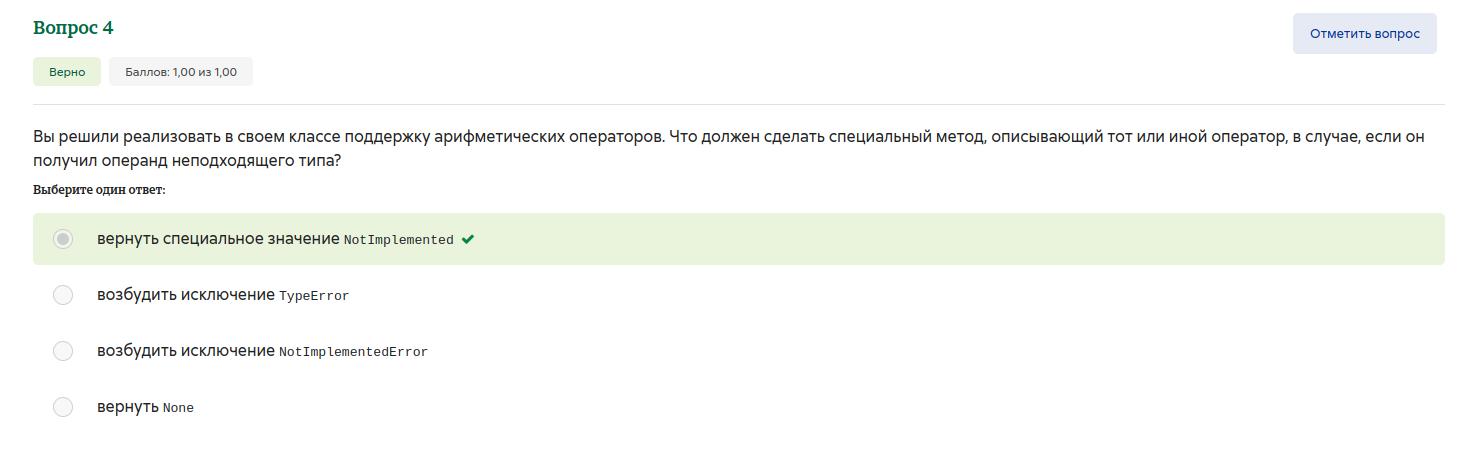 Вопрос 4
Отметить вопрос
Верно
Баллов: 1,00 из 1,00
Вы решили реализовать в своем классе поддержку арифметических операторов. Что должен сделать специальный метод, описывающий тот или иной оператор, в случае, если он
получил операнд неподходящего типа?
Выберите один ответ:
вернуть специальное значение NotImplemented
возбудить исключение TypeError
возбудить исключение NotImplementedError
вернуть None